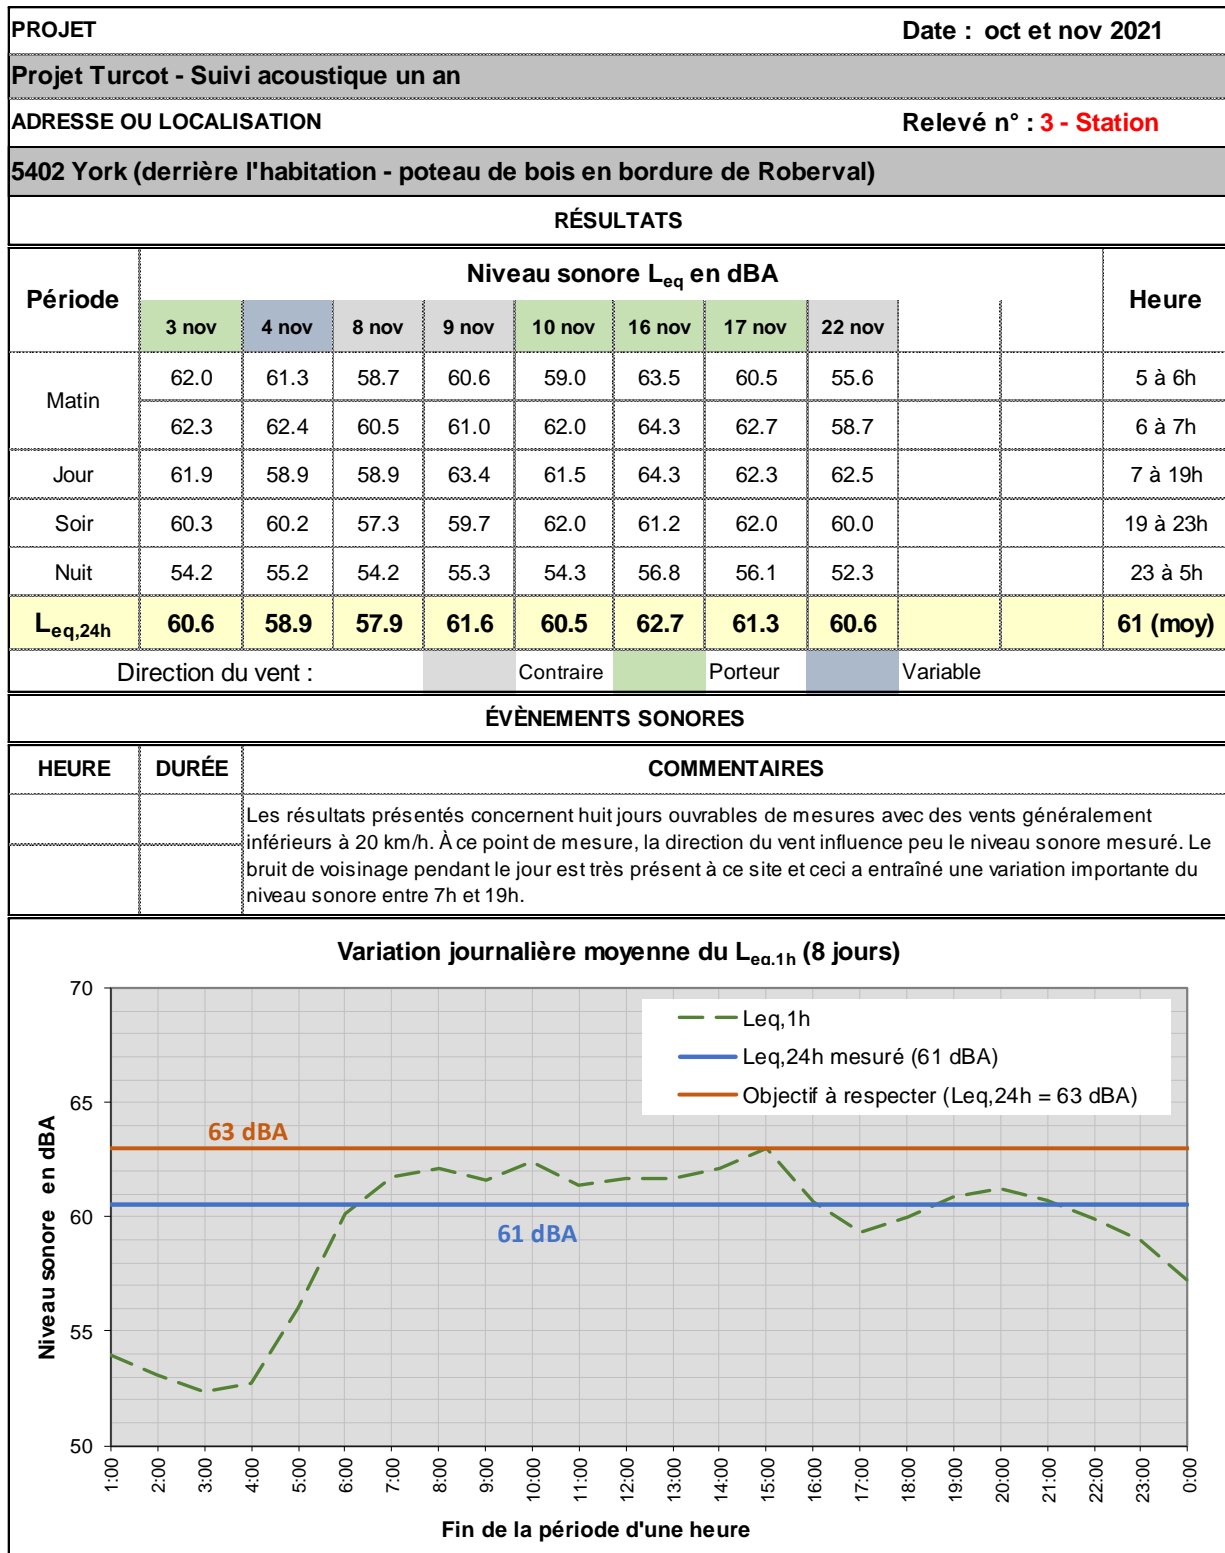 PROJET Date : oct et nov 2021
Projet Turcot - Suivi acoustique un an
ADRESSE OU LOCALISATION Relevé n° : 3 - Station
5402 York (derrière l'habitation - poteau de bois en bordure de Roberval)
RÉSULTATS
Période Niveau sonore Leq en dBA Heure
3 nov 4 nov 8 nov 9 nov 10 nov 16 nov 17 nov 22 nov
Matin 62.0 61.3 58.7 60.6 59.0 63.5 60.5 55.6 5 à 6h
62.3 62.4 60.5 61.0 62.0 64.3 62.7 58.7 6 à 7h
Jour 61.9 58.9 58.9 63.4 61.5 64.3 62.3 62.5 7 à 19h
Soir 60.3 60.2 57.3 59.7 62.0 61.2 62.0 60.0 19 à 23h
Nuit 54.2 55.2 54.2 55.3 54.3 56.8 56.1 52.3 23 à 5h
Leq,24h 60.6 58.9 57.9 61.6 60.5 62.7 61.3 60.6 61 (moy)
Direction du vent : Contraire Porteur Variable
ÉVÈNEMENTS SONORES
HEURE DURÉE COMMENTAIRES
Les résultats présentés concernent huit jours ouvrables de mesures avec des vents généralement
inférieurs à 20 km/h. À ce point de mesure, la direction du vent influence peu le niveau sonore mesuré. Le
bruit de voisinage pendant le jour est très présent à ce site et ceci a entraîné une variation importante du
niveau sonore entre 7h et 19h.
Variation journalière moyenne du Leq,1h (8 jours)
70
65
60
55
50
Niveau sonore en dBA
Leq,1h
Leq,24h mesuré (61 dBA)
Objectif à respecter (Leq,24h = 63 dBA)
63 dBA
61 dBA
1:00 2:00 3:00 4:00 5:00 6:00 7:00 8:00 9:00 10:00 11:00 12:00 13:00 14:00 15:00 16:00 17:00 18:00 19:00 20:00 21:00 22:00 23:00 0:00
Fin de la période d'une heure